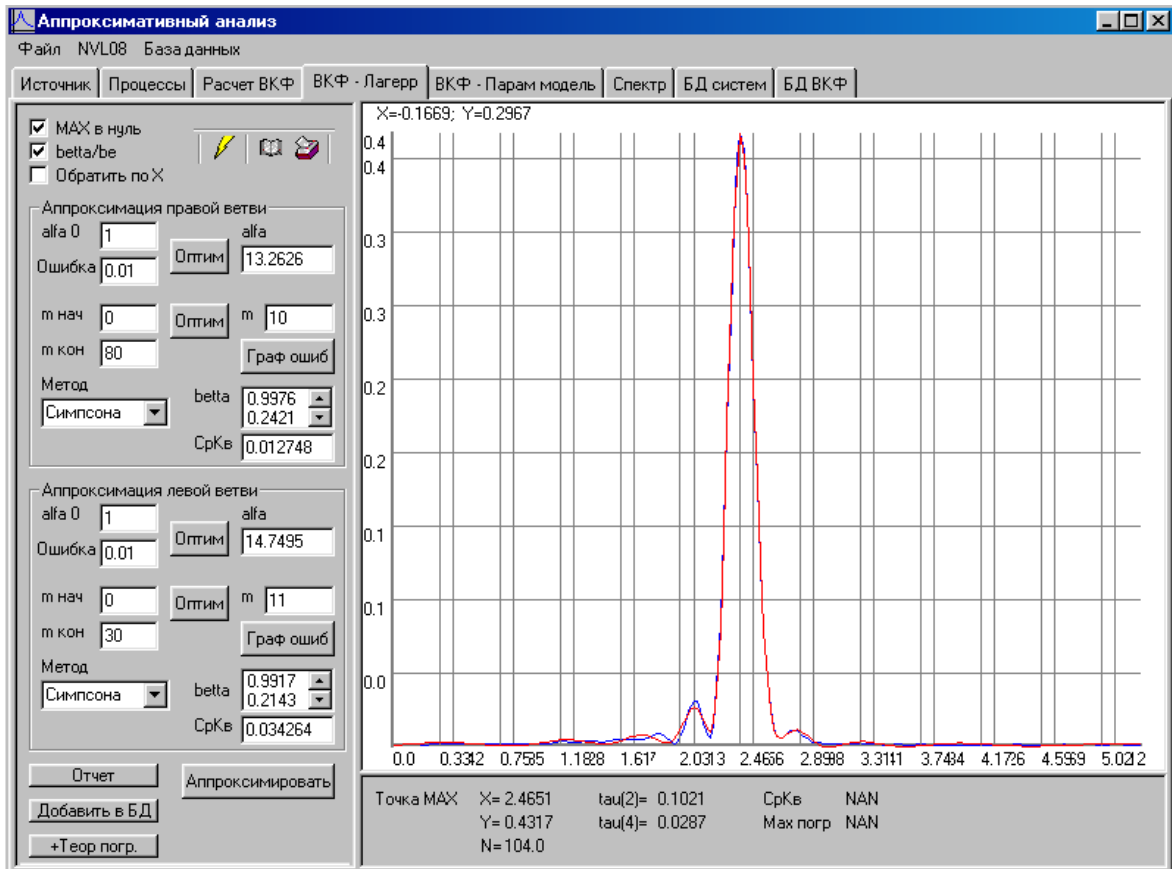 Аппроксимативный анализ
Файл NVL08 База данных
Источник Процессы Расчет ВКФ ВКФ - Лагерр ВКФ - Парам модель Спектр БД систем БД ВКФ
MAX в нуль
betta/be
Обратить по X
Аппроксимация правой ветви
alfa 0 1 alfa
Ошибка 0.01 Оптим 13.2626
m нач 0 Оптим m 10
m кон 80 Граф ошиб
Метод betta 0.9976
Симпсона 0.2421
СрКв 0.012748
Аппроксимация левой ветви
alfa 0 1 alfa
Ошибка 0.01 Оптим 14.7495
m нач 0 Оптим m 11
m кон 30 Граф ошиб
Метод betta 0.9917
Симпсона 0.2143
СрКв 0.034264
Отчет Аппроксимировать
Добавить в БД
+Теор погр.
X=-0.1669; Y=0.2967
0.4
0.4
0.3
0.3
0.2
0.2
0.1
0.1
0.0
0.0 0.3342 0.7585 1.1828 1.617 2.0313 2.4656 2.8998 3.3111 3.7484 4.1726 4.5969 5.0212
Точка MAX X= 2.4651 tau(2)= 0.1021 СрКв NAN
Y= 0.4317 tau(4)= 0.0287 Max погр NAN
N= 104.0